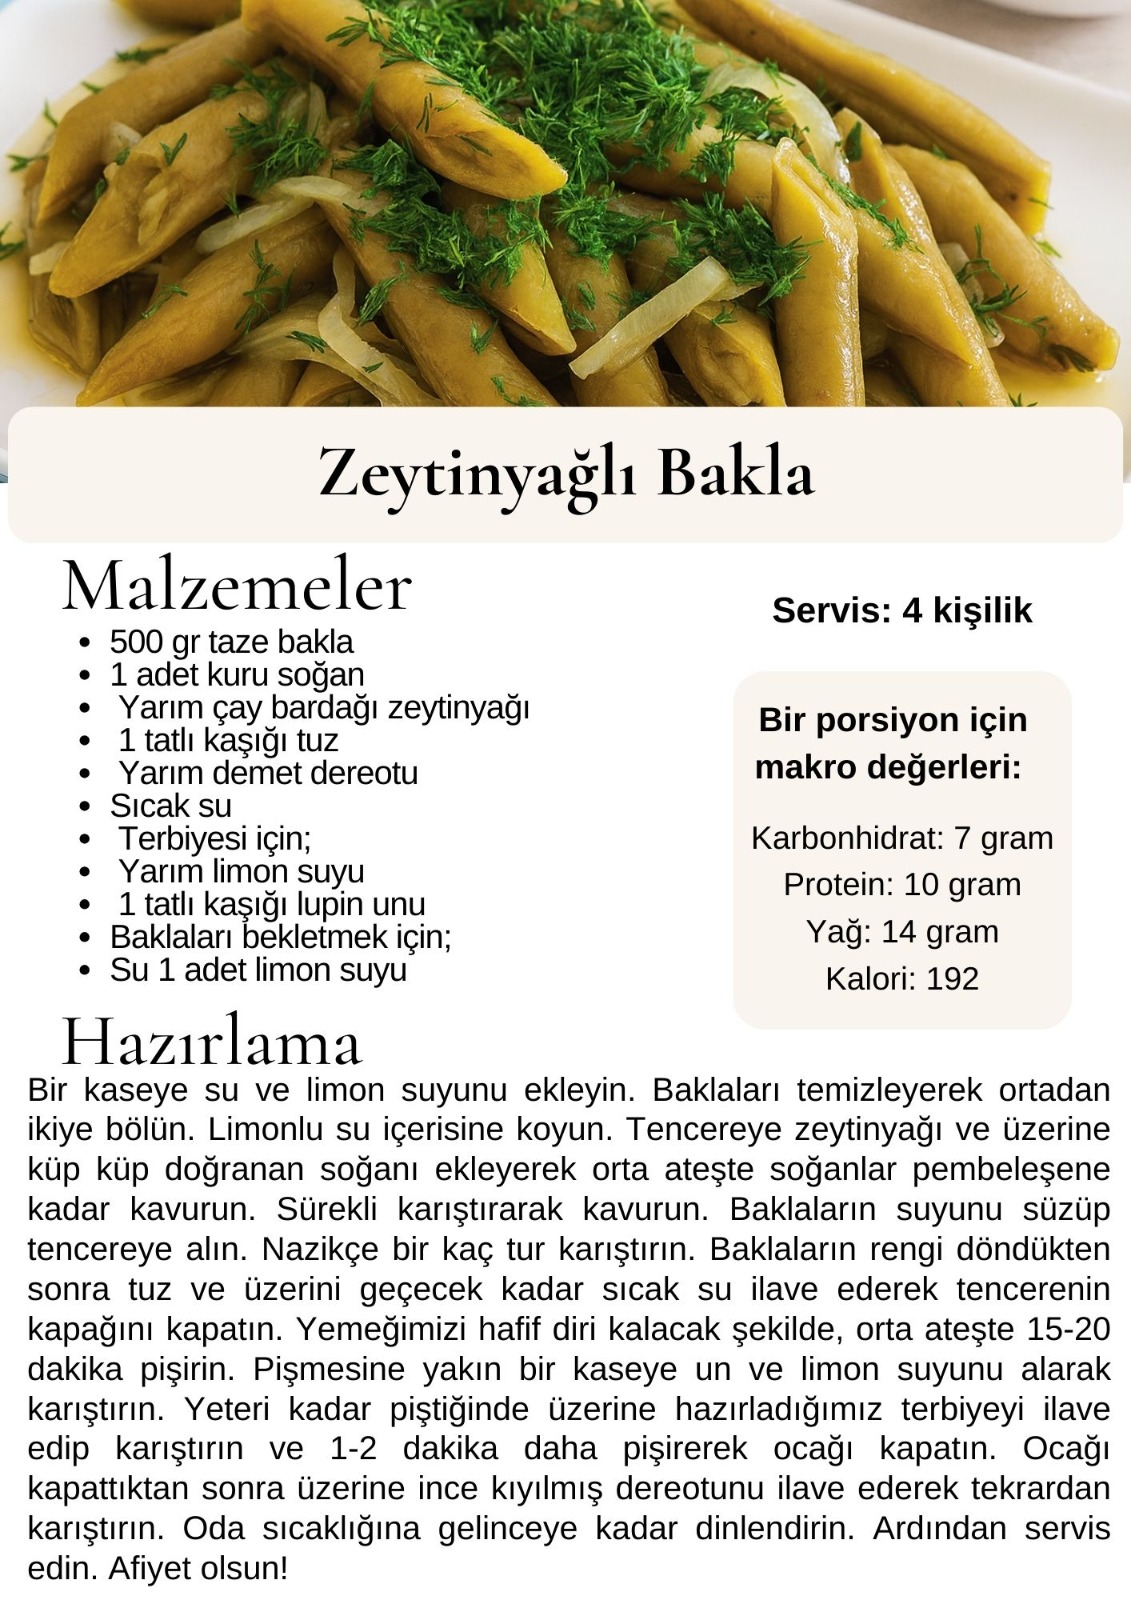 Zeytinyağlı Bakla
Malzemeler
• 500 gr taze bakla
• 1 adet kuru soğan
• Yarım çay bardağı zeytinyağı
• 1 tatlı kaşığı tuz
• Yarım demet dereotu
• Sıcak su
• Terbiyesi için;
• Yarım limon suyu
• 1 tatlı kaşığı lupin unu
• Baklaları bekletmek için;
• Su 1 adet limon suyu
Servis: 4 kişilik
Bir porsiyon için
makro değerleri:
Karbonhidrat: 7 gram
Protein: 10 gram
Yağ: 14 gram
Kalori: 192
Hazırlama
Bir kaseye su ve limon suyunu ekleyin. Baklaları temizleyerek ortadan
ikiye bölün. Limonlu su içerisine koyun. Tencereye zeytinyağı ve üzerine
küp küp doğranan soğanı ekleyerek orta ateşte soğanlar pembeleşene
kadar kavurun. Sürekli karıştırarak kavurun. Baklaların suyunu süzüp
tencereye alın. Nazikçe bir kaç tur karıştırın. Baklaların rengi döndükten
sonra tuz ve üzerini geçecek kadar sıcak su ilave ederek tencerenin
kapağını kapatın. Yemeğimizi hafif diri kalacak şekilde, orta ateşte 15-20
dakika pişirin. Pişmesine yakın bir kaseye un ve limon suyunu alarak
karıştırın. Yeteri kadar piştiğinde üzerine hazırladığımız terbiyeyi ilave
edip karıştırın ve 1-2 dakika daha pişirerek ocağı kapatın. Ocağı
kapattıktan sonra üzerine ince kıyılmış dereotunu ilave ederek tekrardan
karıştırın. Oda sıcaklığına gelinceye kadar dinlendirin. Ardından servis
edin. Afiyet olsun!